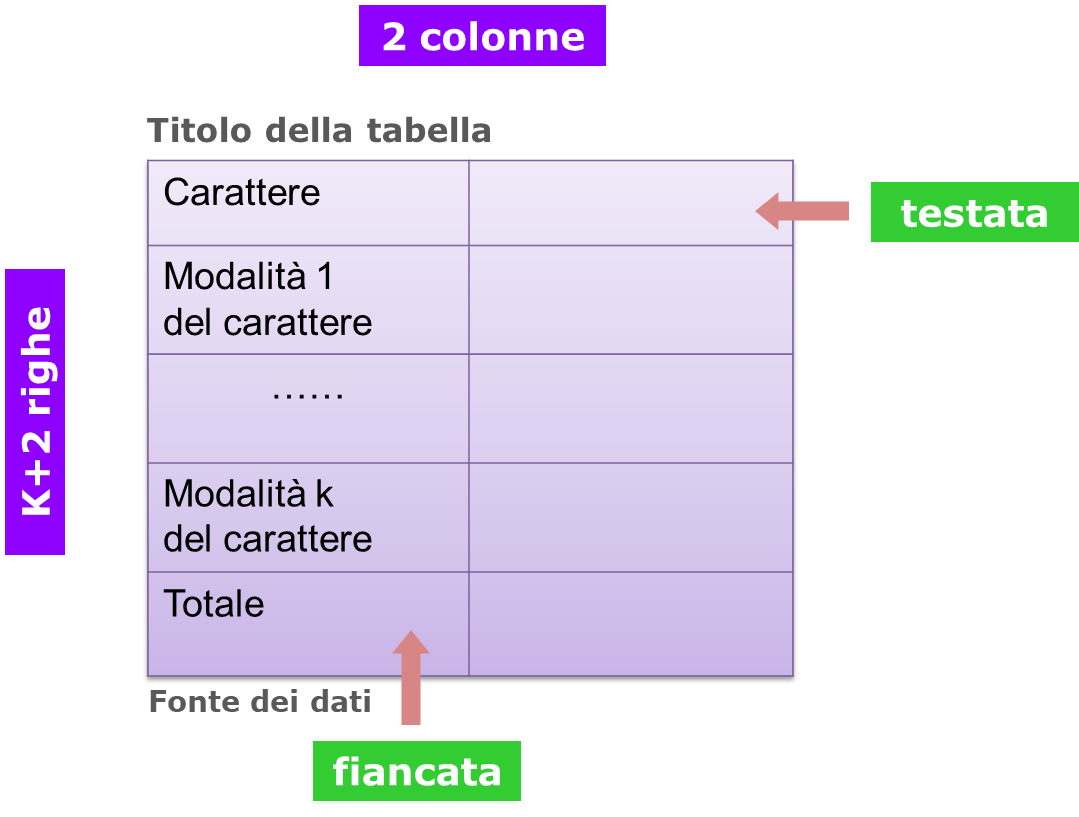 2 colonne
Titolo della tabella
Carattere
testata
Modalità 1
del carattere
K+2 righe
......
Modalità k
del carattere
Totale
Fonte dei dati
fiancata